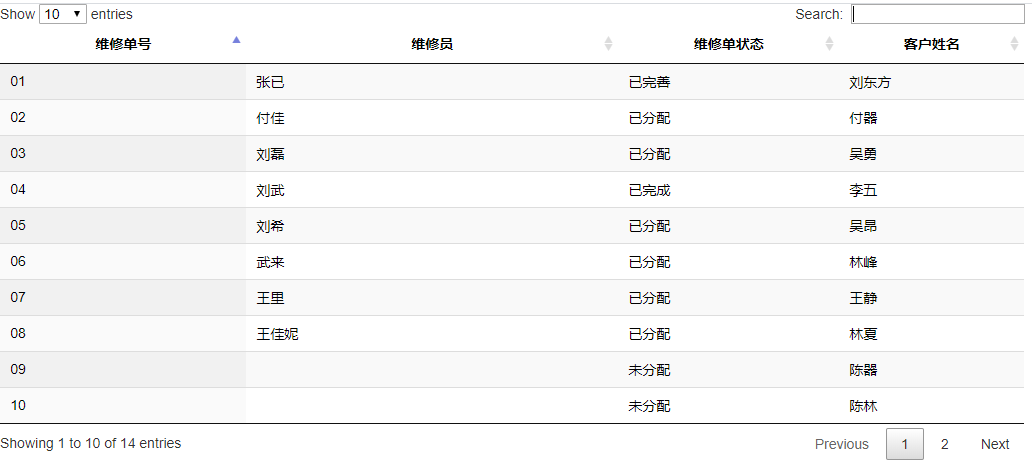 Show 10 entries Search:
维修单号 维修员 维修单状态 客户姓名
01 张已 已完善 刘东方
02 付佳 已分配 付器
03 刘磊 已分配 吴勇
04 刘武 已完成 李五
05 刘希 已分配 吴昂
06 武来 已分配 林峰
07 王里 已分配 王静
08 王佳妮 已分配 林夏
09 未分配 陈器
10 未分配 陈林
Showing 1 to 10 of 14 entries Previous 1 2 Next